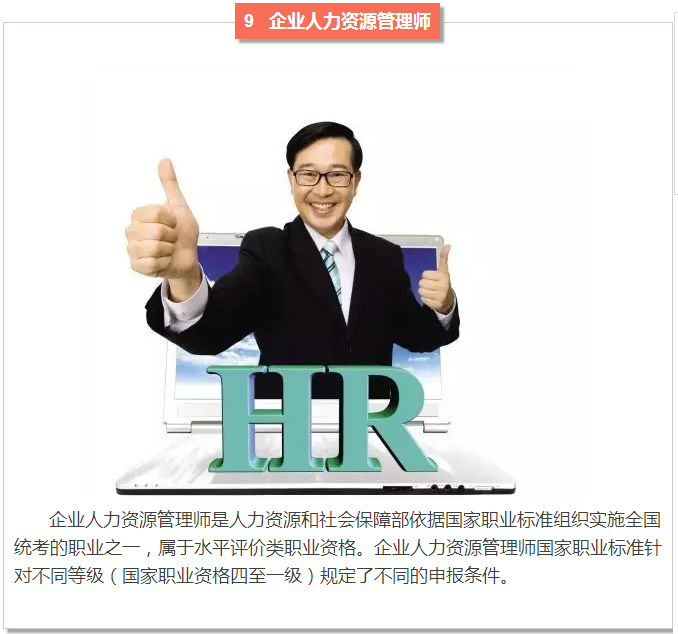 9 企业人力资源管理师
HR
企业人力资源管理师是人力资源和社会保障部依据国家职业标准组织实施全国
统考的职业之一，属于水平评价类职业资格。企业人力资源管理师国家职业标准针
对不同等级（国家职业资格四至一级）规定了不同的申报条件。